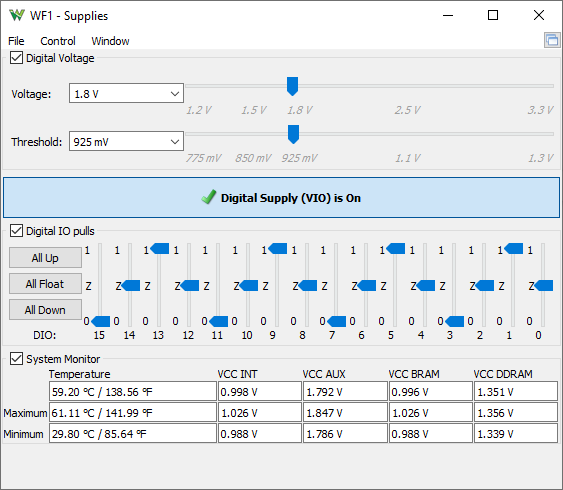 WF1 - Supplies
File Control Window
Digital Voltage
Voltage: 1.8 V
1.2 V 1.5 V 1.8 V 2.5 V 3.3 V
Threshold: 925 mV
775 mV 850 mV 925 mV 1.1 V 1.3 V
Digital Supply (VIO) is On
Digital IO pulls
All Up 1 1 1 1 1 1 1 1 1 1 1 1 1 1 1 1
All Float Z Z Z Z Z Z Z Z Z Z Z Z Z Z Z Z
All Down 0 0 0 0 0 0 0 0 0 0 0 0 0 0 0 0
DIO: 15 14 13 12 11 10 9 8 7 6 5 4 3 2 1 0
System Monitor
Temperature VCC INT VCC AUX VCC BRAM VCC DDRAM
59.20 ºC / 138.56 ºF 0.998 V 1.792 V 0.996 V 1.351 V
Maximum 61.11 ºC / 141.99 ºF 1.026 V 1.847 V 1.026 V 1.356 V
Minimum 29.80 ºC / 85.64 ºF 0.988 V 1.786 V 0.988 V 1.339 V